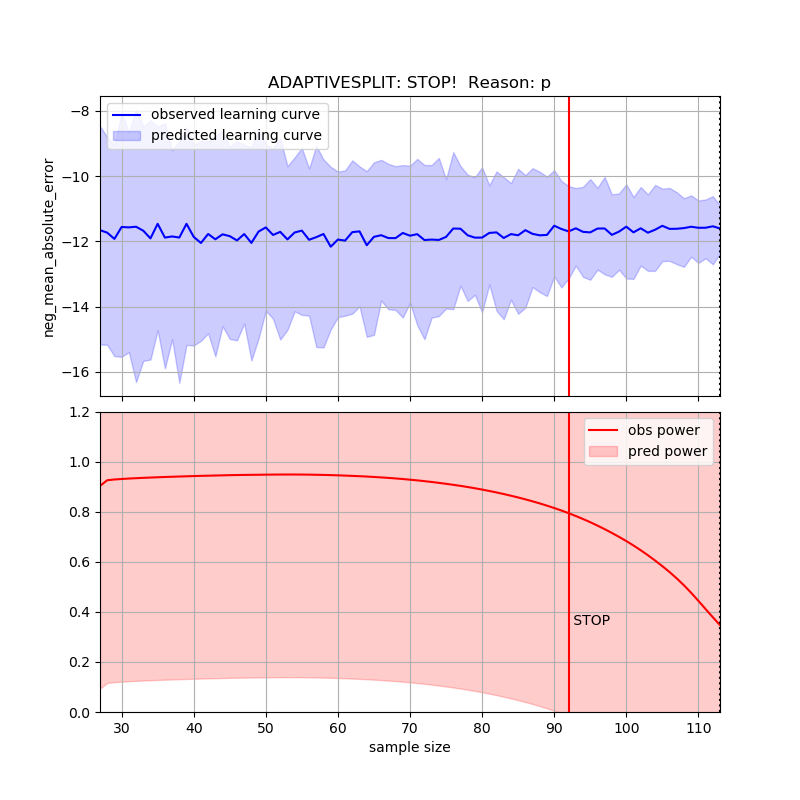 ADAPTIVESPLIT: STOP!  Reason: p
−8
−10
−12
−14
−16
neg_mean_absolute_error
observed learning curve
predicted learning curve
1.2
1.0
0.8
0.6
0.4
0.2
0.0
obs power
pred power
STOP
30 40 50 60 70 80 90 100 110
sample size